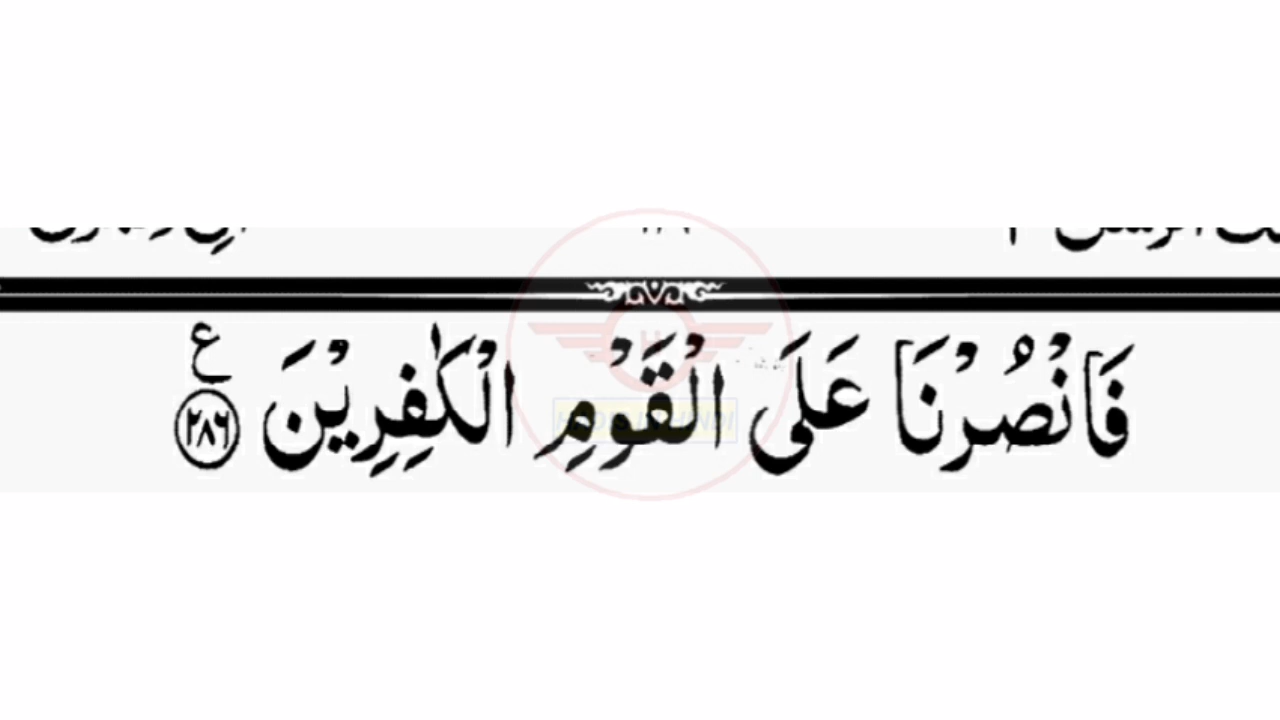 فَانْصُرْنَا عَلَى الْقَوْمِ الْكٰفِرِيْنَ ﴿٢٨٦﴾ ع